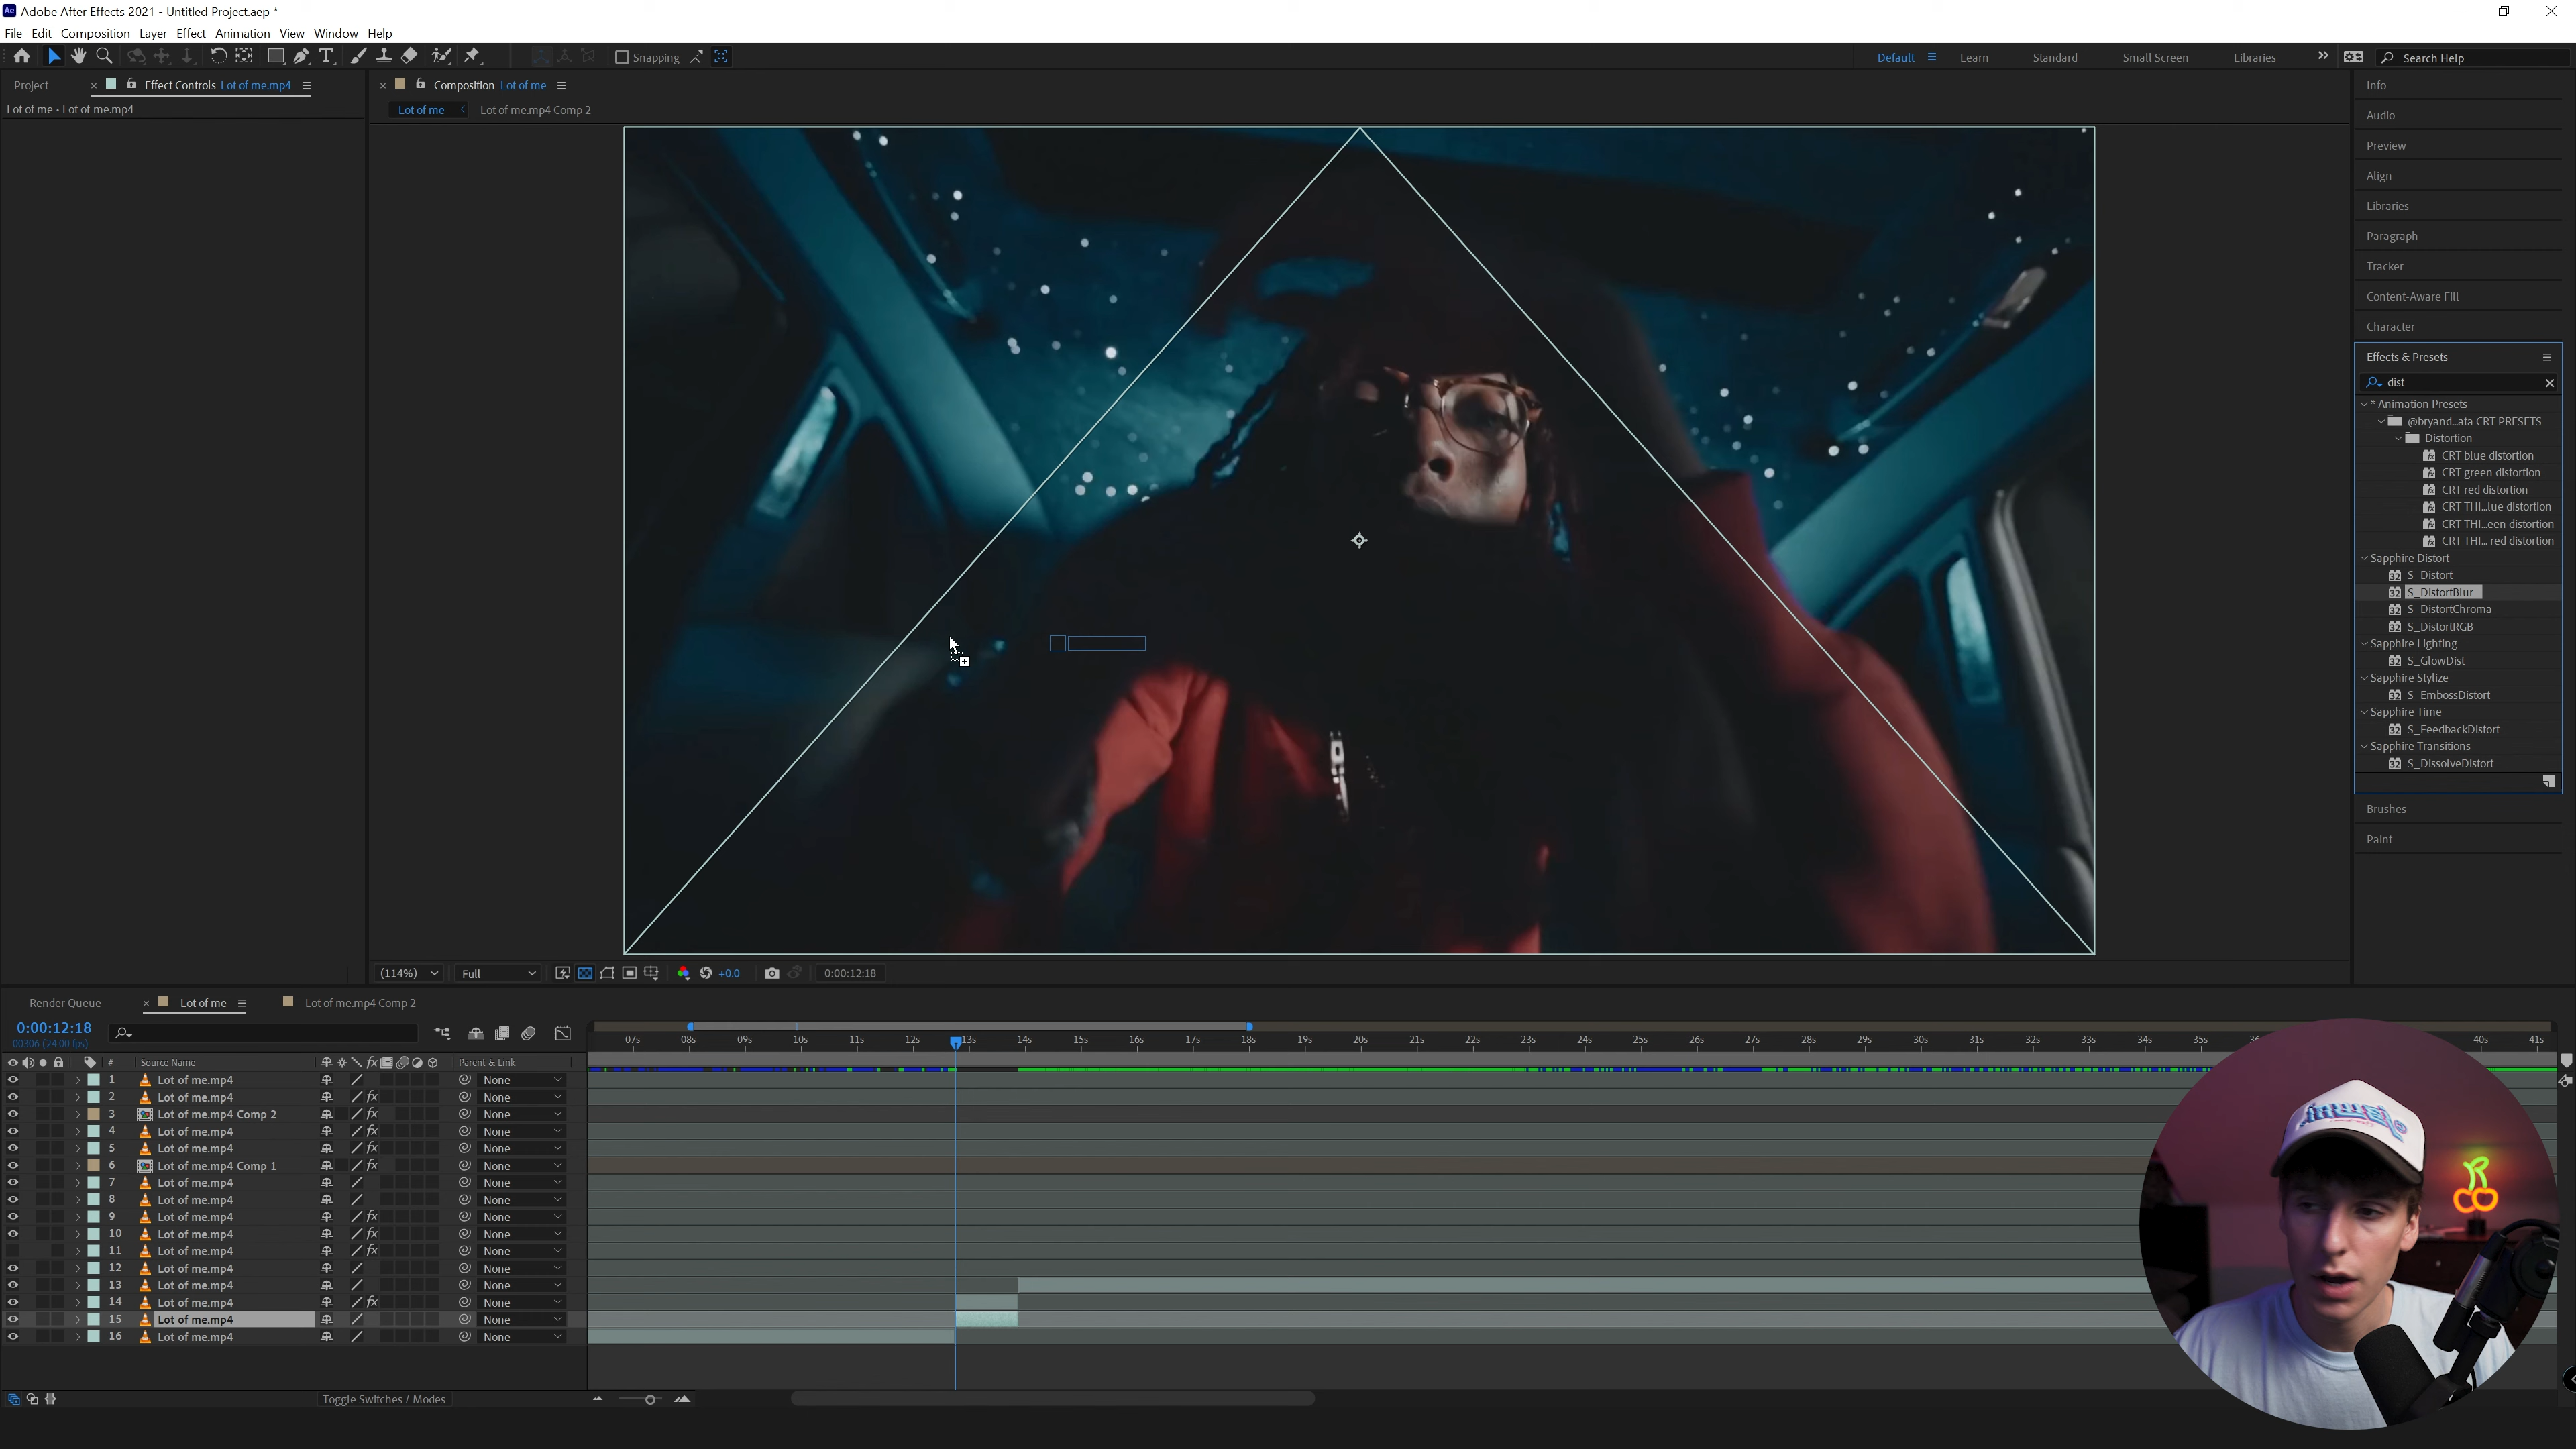 Adobe After Effects 2021 - Untitled Project.aep *
File Edit Composition Layer Effect Animation View Window Help
Snapping
Default Learn Standard Small Screen Libraries Search Help
Project Effect Controls Lot of me.mp4
Lot of me • Lot of me.mp4
Composition Lot of me
Lot of me Lot of me.mp4 Comp 2
Info
Audio
Preview
Align
Libraries
Paragraph
Tracker
Content-Aware Fill
Character
Effects & Presets
dist
* Animation Presets
@bryand...ata CRT PRESETS
Distortion
CRT blue distortion
CRT green distortion
CRT red distortion
CRT THI...lue distortion
CRT THI...een distortion
CRT THI... red distortion
Sapphire Distort
S_Distort
S_DistortBlur
S_DistortChroma
S_DistortRGB
Sapphire Lighting
S_GlowDist
Sapphire Stylize
S_EmbossDistort
Sapphire Time
S_FeedbackDistort
Sapphire Transitions
S_DissolveDistort
Brushes
Paint
(114%) Full +0.0 0:00:12:18
Render Queue Lot of me Lot of me.mp4 Comp 2
0:00:12:18
00306 (24.00 fps)
07s 08s 09s 10s 11s 12s 13s 14s 15s 16s 17s 18s 19s 20s 21s 22s 23s 24s 25s 26s 27s 28s 29s 30s 31s 32s 33s 34s 35s 40s 41s
# Source Name fx Parent & Link
1 Lot of me.mp4 None
2 Lot of me.mp4 fx None
3 Lot of me.mp4 Comp 2 fx None
4 Lot of me.mp4 fx None
5 Lot of me.mp4 fx None
6 Lot of me.mp4 Comp 1 fx None
7 Lot of me.mp4 None
8 Lot of me.mp4 None
9 Lot of me.mp4 fx None
10 Lot of me.mp4 fx None
11 Lot of me.mp4 fx None
12 Lot of me.mp4 None
13 Lot of me.mp4 None
14 Lot of me.mp4 fx None
15 Lot of me.mp4 None
16 Lot of me.mp4 None
Toggle Switches / Modes